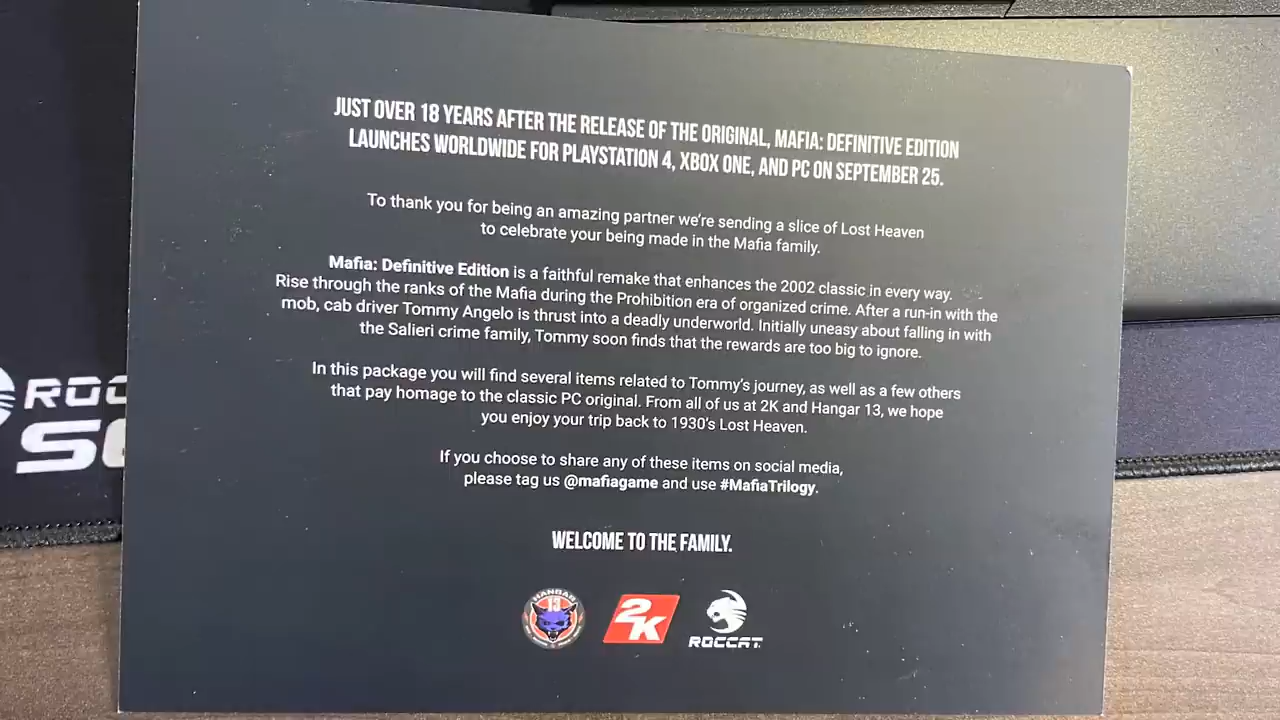 JUST OVER 18 YEARS AFTER THE RELEASE OF THE ORIGINAL, MAFIA: DEFINITIVE EDITION
LAUNCHES WORLDWIDE FOR PLAYSTATION 4, XBOX ONE, AND PC ON SEPTEMBER 25.
To thank you for being an amazing partner we're sending a slice of Lost Heaven
to celebrate your being made in the Mafia family.
Mafia: Definitive Edition is a faithful remake that enhances the 2002 classic in every way.
Rise through the ranks of the Mafia during the Prohibition era of organized crime. After a run-in with the
mob, cab driver Tommy Angelo is thrust into a deadly underworld. Initially uneasy about falling in with
the Salieri crime family, Tommy soon finds that the rewards are too big to ignore.
In this package you will find several items related to Tommy's journey, as well as a few others
that pay homage to the classic PC original. From all of us at 2K and Hangar 13, we hope
you enjoy your trip back to 1930's Lost Heaven.
If you choose to share any of these items on social media,
please tag us @mafiagame and use #MafiaTrilogy.
WELCOME TO THE FAMILY.
HANGAR
13
2K
ROCCAT